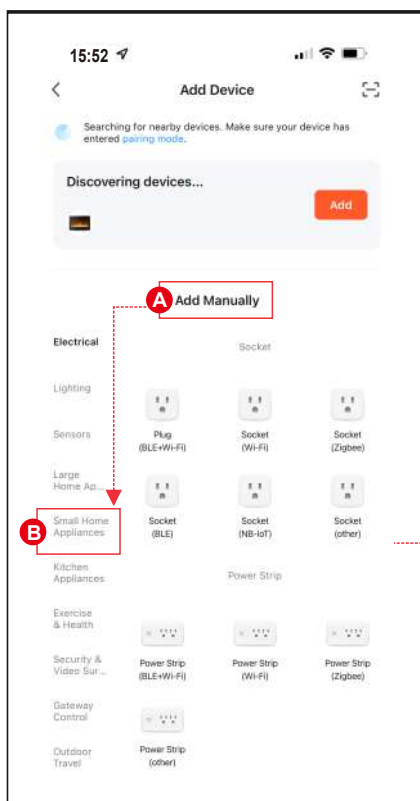 15:52
Add Device
Searching for nearby devices. Make sure your device has
entered pairing mode.
Discovering devices...
Add
A
Add Manually
Electrical
Socket
Lighting
Plug
(BLE+Wi-Fi)
Socket
(Wi-Fi)
Socket
(Zigbee)
Sensors
Large
Home Ap...
Socket
(BLE)
Socket
(NB-IoT)
Socket
(other)
B
Small Home
Appliances
Kitchen
Appliances
Power Strip
Exercise
& Health
Power Strip
(BLE+Wi-Fi)
Power Strip
(Wi-Fi)
Power Strip
(Zigbee)
Security &
Video Sur...
Gateway
Control
Power Strip
(other)
Outdoor
Travel